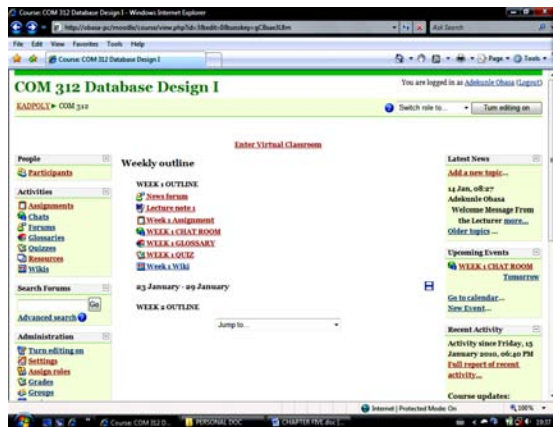 Course: COM 312 Database Design I - Windows Internet Explorer
Ask Search
File Edit View Favorites Tools Help
Course: COM 312 Database Design I
Page
Tools
COM 312 Database Design I
You are logged in as Adekunle Obasa (Logout)
KADPOLY ► COM 312
Switch role to...
Turn editing on
Enter Virtual Classroom
People
Participants
Activities
Assignments
Chats
Forums
Glossaries
Quizzes
Resources
Wikis
Search Forums
Go
Advanced search
Administration
Turn editing on
Settings
Assign roles
Grades
Groups
Weekly outline
WEEK 1 OUTLINE
News forum
Lecture note 1
Week 1 Assignment
WEEK 1 CHAT ROOM
WEEK 1 GLOSSARY
WEEK 1 QUIZ
Week 1 Wiki
23 January - 29 January
WEEK 2 OUTLINE
Jump to...
Latest News
Add a new topic...
14 Jan, 08:27
Adekunle Obasa
Welcome Message From
the Lecturer more...
Older topics ...
Upcoming Events
WEEK 1 CHAT ROOM
Tomorrow
Go to calendar...
New Event...
Recent Activity
Activity since Friday, 15
January 2010, 06:40 PM
Full report of recent
activity...
Course updates:
Internet | Protected Mode: On
100%
Course: COM 312 D...
PERSONAL DOC
CHAPTER FIVE.doc [...